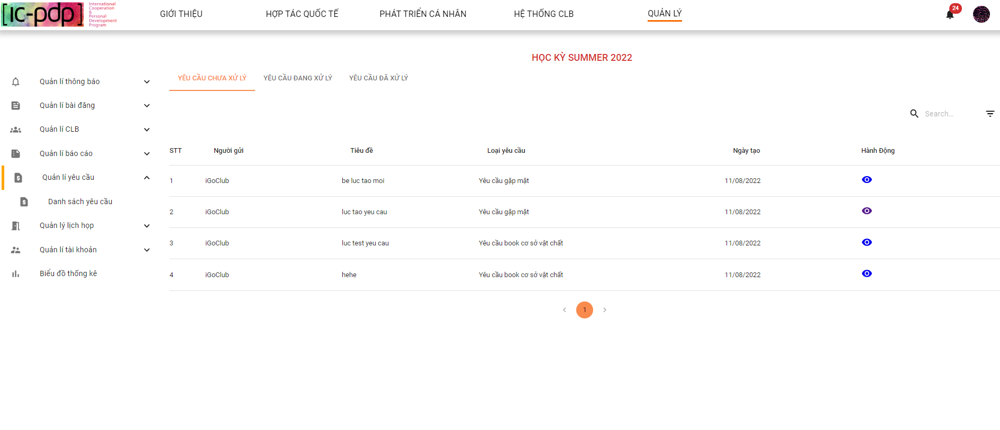 [ic-pdp]
International
Cooperation
&
Personal
Development
Program
GIỚI THIỆU
HỢP TÁC QUỐC TẾ
PHÁT TRIỂN CÁ NHÂN
HỆ THỐNG CLB
QUẢN LÝ
24
HỌC KỲ SUMMER 2022
Quản lí thông báo
Quản lí bài đăng
Quản lí CLB
Quản lí báo cáo
Quản lí yêu cầu
Danh sách yêu cầu
Quản lý lịch họp
Quản lí tài khoản
Biểu đồ thống kê
YÊU CẦU CHƯA XỬ LÝ YÊU CẦU ĐANG XỬ LÝ YÊU CẦU ĐÃ XỬ LÝ
Search...
STT Người gửi Tiêu đề Loại yêu cầu Ngày tạo Hành Động
1 iGoClub be luc tao moi Yêu cầu gặp mặt 11/08/2022
2 iGoClub luc tao yeu cau Yêu cầu gặp mặt 11/08/2022
3 iGoClub luc test yeu cau Yêu cầu book cơ sở vật chất 11/08/2022
4 iGoClub hehe Yêu cầu book cơ sở vật chất 11/08/2022
1